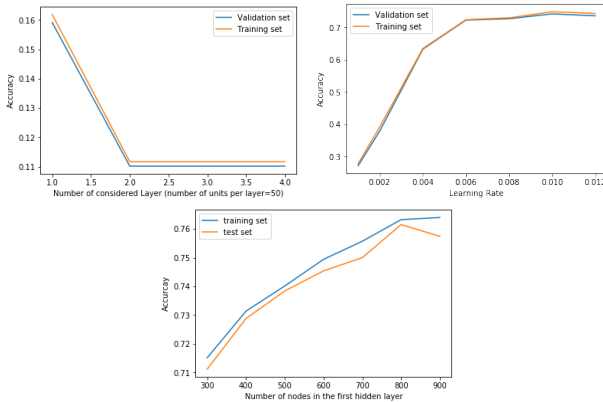 Validation set
Training set
0.16
0.15
0.14
0.13
0.12
0.11
Accuracy
1.0 1.5 2.0 2.5 3.0 3.5 4.0
Number of considered Layer (number of units per layer=50)
Validation set
Training set
0.7
0.6
0.5
0.4
0.3
Accuracy
0.002 0.004 0.006 0.008 0.010 0.012
Learning Rate
training set
test set
0.76
0.75
0.74
0.73
0.72
0.71
Accurcay
300 400 500 600 700 800 900
Number of nodes in the first hidden layer